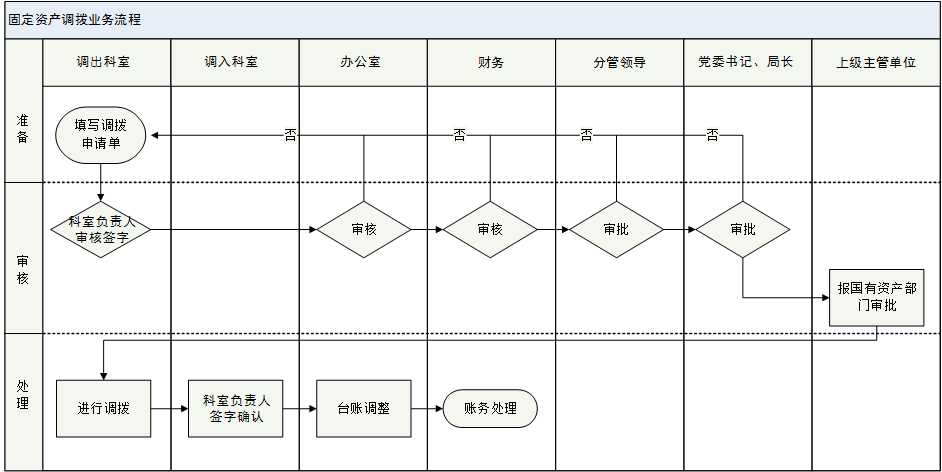 固定资产调拨业务流程
调出科室
调入科室
办公室
财务
分管领导
党委书记、局长
上级主管单位
准备
填写调拨
申请单
否
否
否
否
审核
科室负责人
审核签字
审核
审核
审批
审批
报国有资产部
门审批
处理
进行调拨
科室负责人
签字确认
台账调整
账务处理